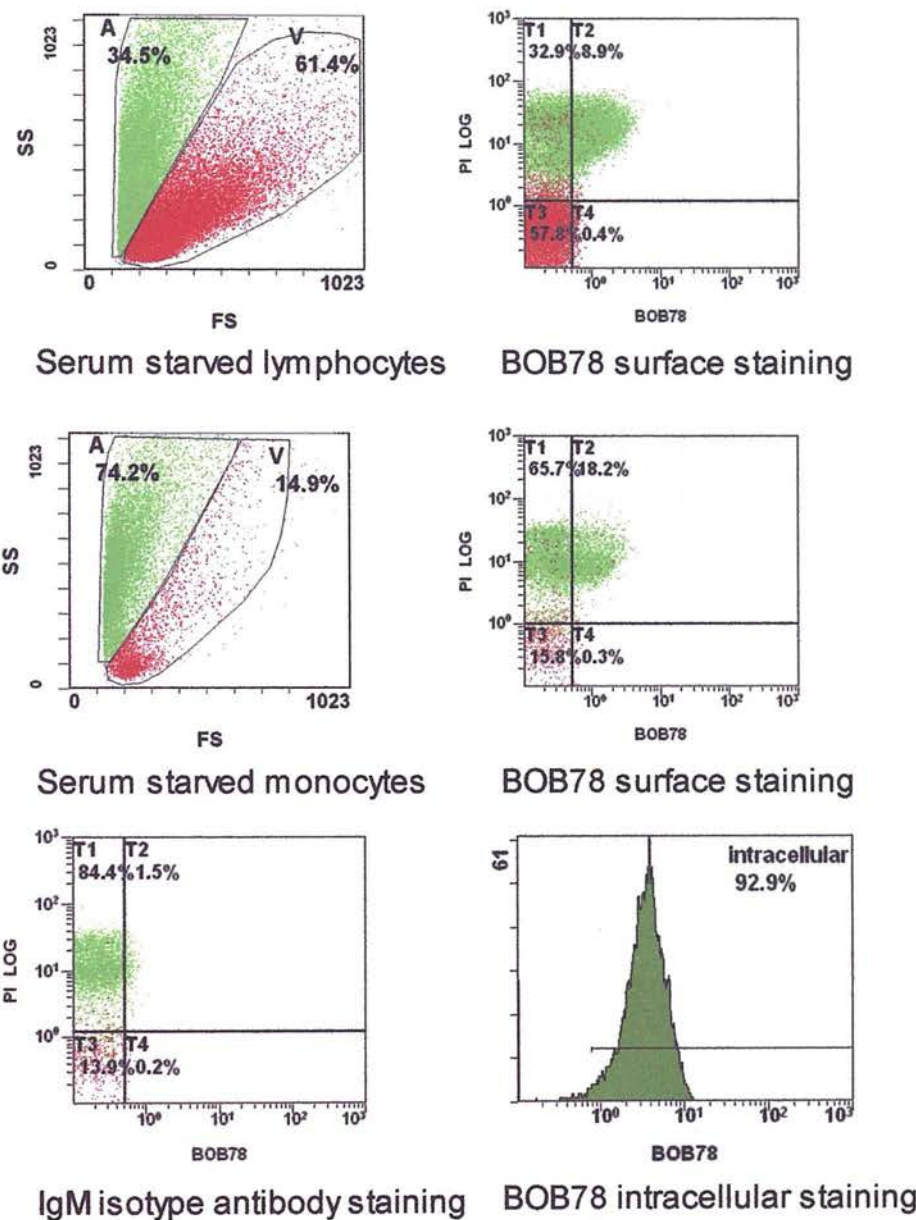 A
34.5%
V
61.4%
1023
SS
0
0
1023
FS
Serum starved lymphocytes
T1
T2
32.9%
8.9%
T3
T4
57.8%
0.4%
10³
10²
10¹
10⁰
PI LOG
10⁰
10¹
10²
10³
BOB78
BOB78 surface staining
A
74.2%
V
14.9%
1023
SS
0
0
1023
FS
Serum starved monocytes
T1
T2
65.7%
18.2%
T3
T4
15.8%
0.3%
10³
10²
10¹
10⁰
PI LOG
10⁰
10¹
10²
10³
BOB78
BOB78 surface staining
T1
T2
84.4%
1.5%
T3
T4
13.9%
0.2%
10³
10²
10¹
10⁰
PI LOG
10⁰
10¹
10²
10³
BOB78
IgM isotype antibody staining
61
intracellular
92.9%
10⁰
10¹
10²
10³
BOB78
BOB78 intracellular staining